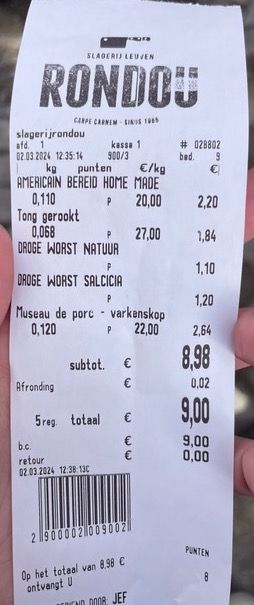 SLAGERIJ LEUVEN
RONDOU
CARPE CARNEM - SINDS 1965
slagerijrondou
afd. 1 kassa 1 # 028802
02.03.2024 12:35:14 900/3 bed. 9
kg punten €/kg €
AMERICAIN BEREID HOME MADE
0,110 P 20,00 2,20
Tong gerookt
0,068 P 27,00 1,84
DROGE WORST NATUUR
P 1,10
DROGE WORST SALCICIA
P 1,20
Museau de porc - varkenskop
0,120 P 22,00 2,64
subtot. € 8,98
Afronding € 0,02
5reg. totaal € 9,00
b.c. € 9,00
retour € 0,00
02.03.2024 12:38:13C
2 900002 009002
PUNTEN
Op het totaal van 8,98 €
ontvangt U 8
DOOR: JEF